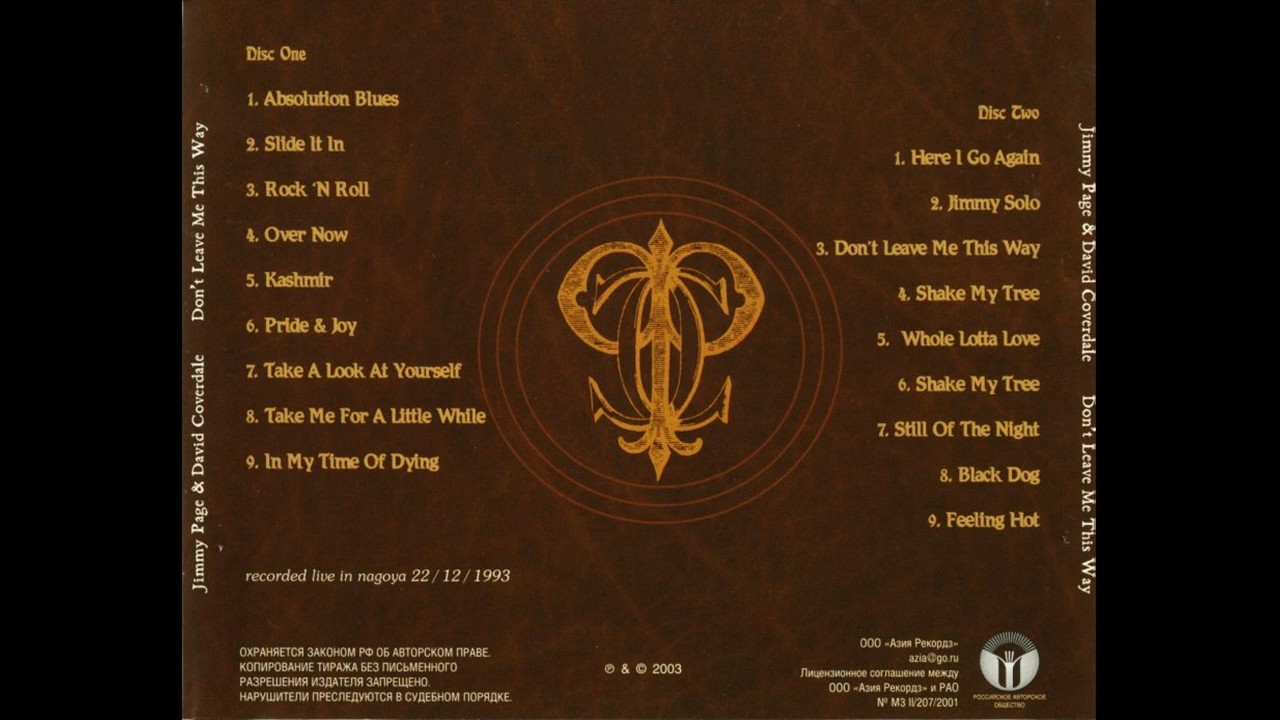 Disc One
1. Absolution Blues
2. Slide It In
3. Rock 'N Roll
4. Over Now
5. Kashmir
6. Pride & Joy
7. Take A Look At Yourself
8. Take Me For A Little While
9. In My Time Of Dying
Disc Two
1. Here I Go Again
2. Jimmy Solo
3. Don't Leave Me This Way
4. Shake My Tree
5. Whole Lotta Love
6. Shake My Tree
7. Still Of The Night
8. Black Dog
9. Feeling Hot
recorded live in nagoya 22 / 12 / 1993
ОХРАНЯЕТСЯ ЗАКОНОМ РФ ОБ АВТОРСКОМ ПРАВЕ.
КОПИРОВАНИЕ ТИРАЖА БЕЗ ПИСЬМЕННОГО
РАЗРЕШЕНИЯ ИЗДАТЕЛЯ ЗАПРЕЩЕНО.
НАРУШИТЕЛИ ПРЕСЛЕДУЮТСЯ В СУДЕБНОМ ПОРЯДКЕ.
℗ & © 2003
ООО «Азия Рекордз»
azia@go.ru
Лицензионное соглашение между
ООО «Азия Рекордз» и РАО
№ МЗ II/207/2001
РОССИЙСКОЕ АВТОРСКОЕ
ОБЩЕСТВО
Jimmy Page & David Coverdale Don't Leave Me This Way
Jimmy Page & David Coverdale Don't Leave Me This Way